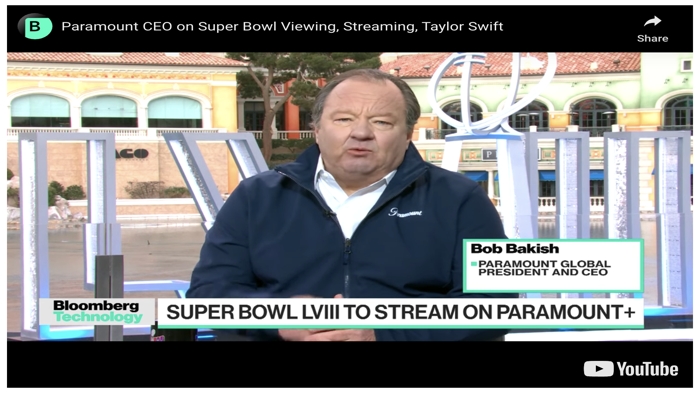 B
Paramount CEO on Super Bowl Viewing, Streaming, Taylor Swift
Share
Paramount
Bob Bakish
PARAMOUNT GLOBAL
PRESIDENT AND CEO
Bloomberg
Technology
SUPER BOWL LVIII TO STREAM ON PARAMOUNT+
YouTube